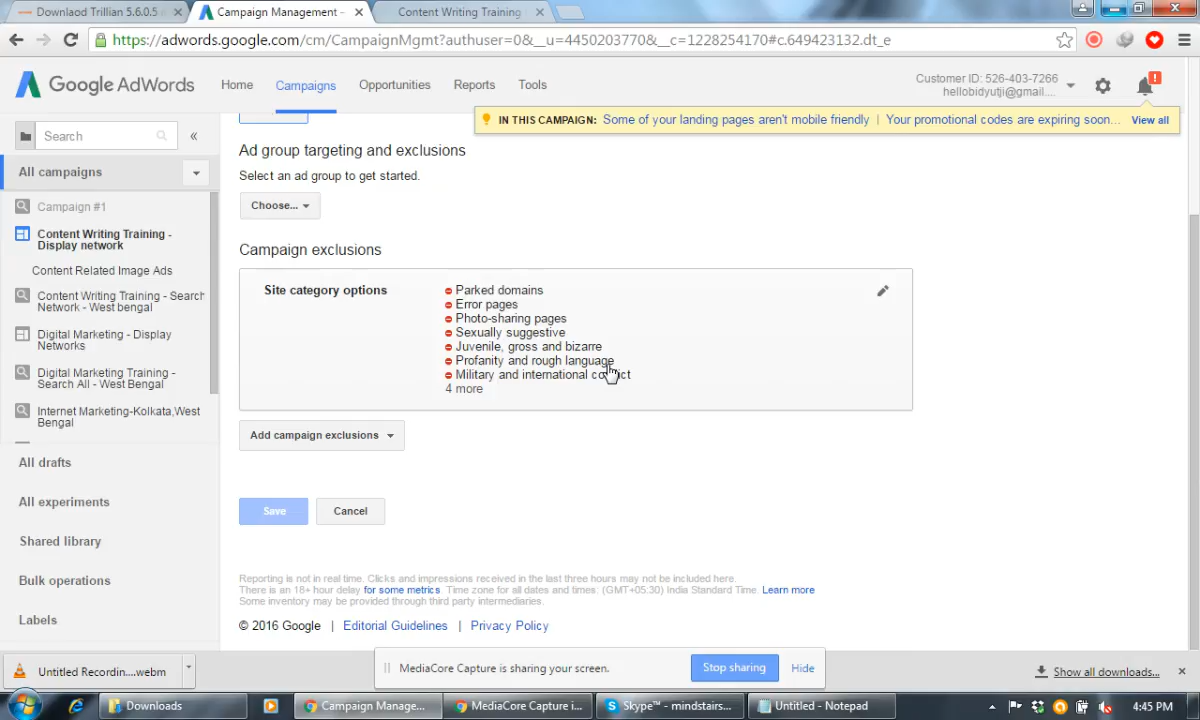 Downlaod Trillian 5.6.0.5
Campaign Management -
Content Writing Training
https://adwords.google.com/cm/CampaignMgmt?authuser=0&__u=4450203770&__c=1228254170#c.649423132.dt_e
Google AdWords
Home
Campaigns
Opportunities
Reports
Tools
Customer ID: 526-403-7266
hellobidyutji@gmail....
!
IN THIS CAMPAIGN: Some of your landing pages aren't mobile friendly | Your promotional codes are expiring soon... View all
Search
«
All campaigns
Campaign #1
Content Writing Training -
Display network
Content Related Image Ads
Content Writing Training - Search
Network - West bengal
Digital Marketing - Display
Networks
Digital Marketing Training -
Search All - West Bengal
Internet Marketing-Kolkata,West
Bengal
All drafts
All experiments
Shared library
Bulk operations
Labels
Ad group targeting and exclusions
Select an ad group to get started.
Choose...
Campaign exclusions
Site category options
Parked domains
Error pages
Photo-sharing pages
Sexually suggestive
Juvenile, gross and bizarre
Profanity and rough language
Military and international conflict
4 more
Add campaign exclusions
Save
Cancel
Reporting is not in real time. Clicks and impressions received in the last three hours may not be included here.
There is an 18+ hour delay for some metrics. Time zone for all dates and times: (GMT+05:30) India Standard Time. Learn more
Some inventory may be provided through third party intermediaries.
© 2016 Google | Editorial Guidelines | Privacy Policy
MediaCore Capture is sharing your screen.
Stop sharing
Hide
Untitled Recordin....webm
Show all downloads...
Downloads
Campaign Manage...
MediaCore Capture i...
Skype™ - mindstairs...
Untitled - Notepad
4:45 PM